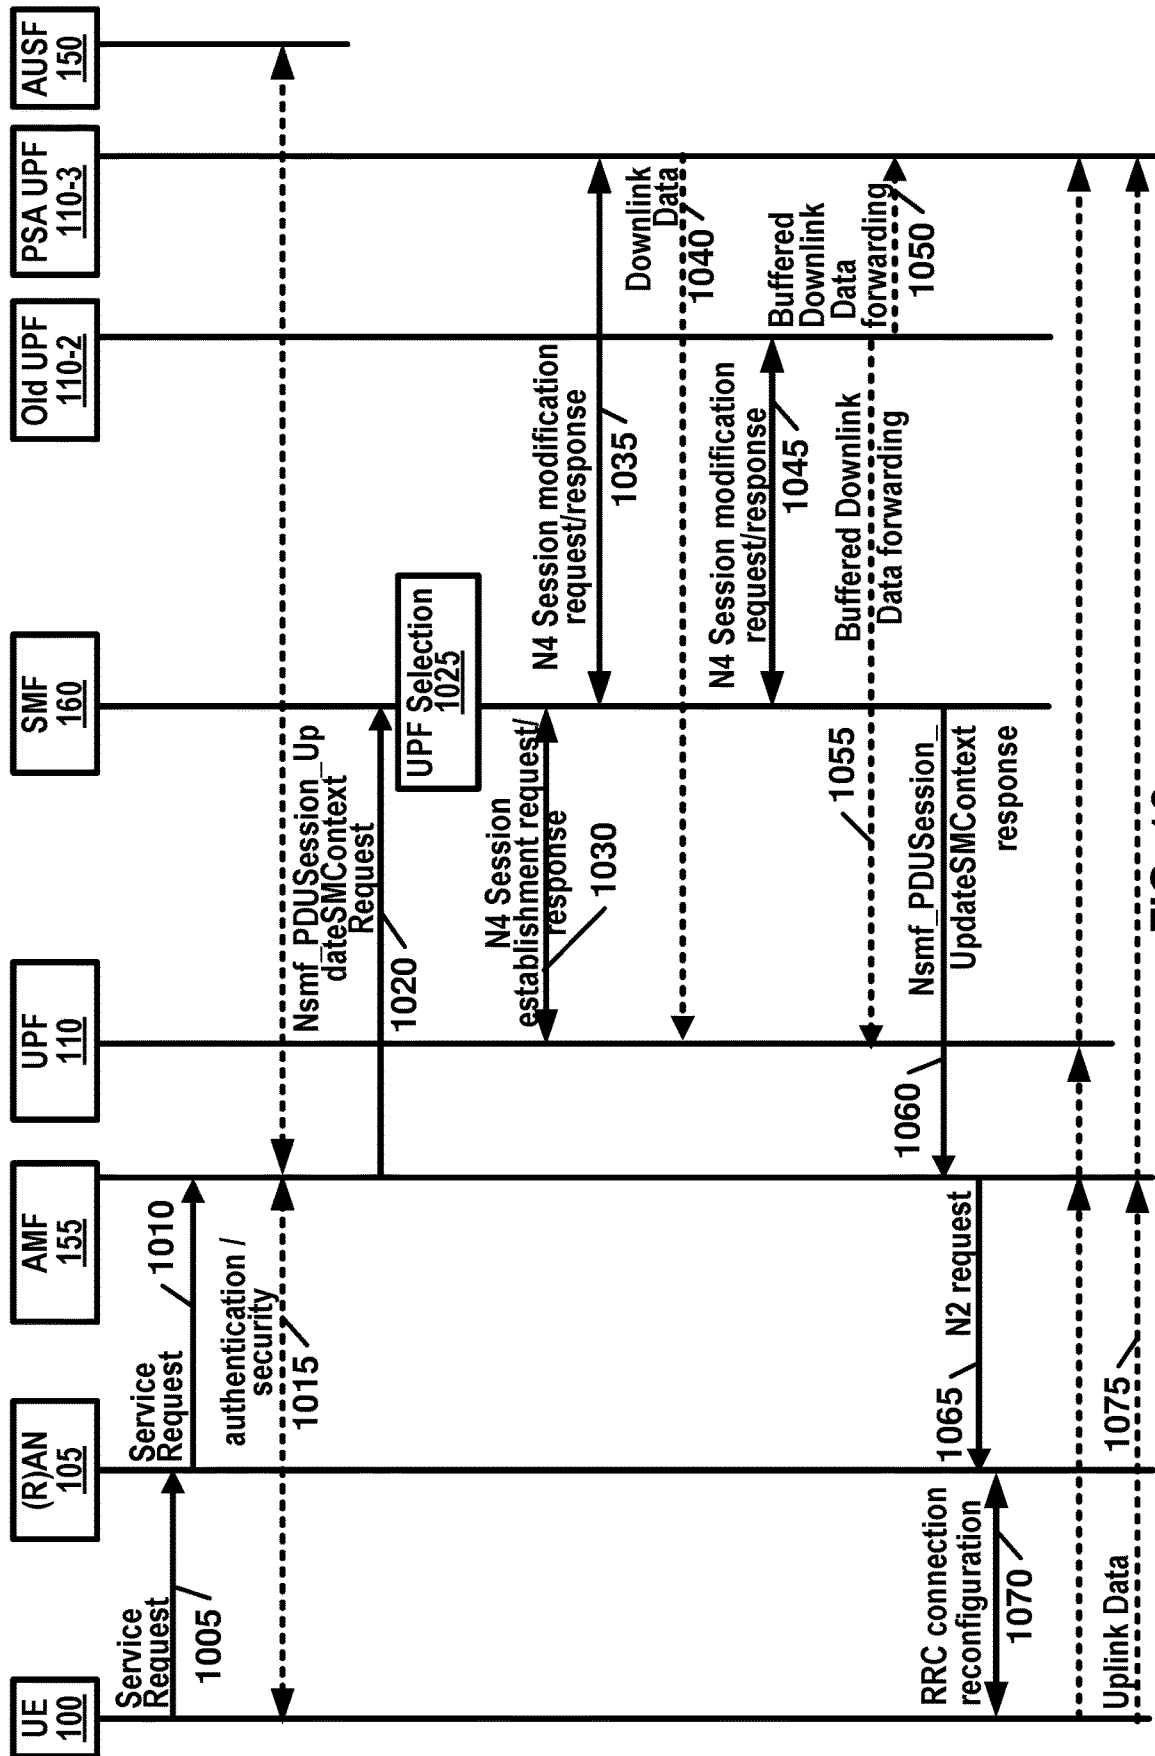 UE
100
(R)AN
105
AMF
155
UPF
110
SMF
160
Old UPF
110-2
PSA UPF
110-3
AUSF
150
Service
Request
1005
Service
Request
1010
authentication /
security
1015
Nsmf_PDUSession_Up
dateSMContext
Request
1020
UPF Selection
1025
N4 Session
establishment request/
response
1030
N4 Session modification
request/response
1035
Downlink
Data
1040
N4 Session modification
request/response
1045
Buffered
Downlink
Data
forwarding
1050
Buffered Downlink
Data forwarding
1055
Nsmf_PDUSession_
UpdateSMContext
response
1060
N2 request
1065
RRC connection
reconfiguration
1070
Uplink Data
1075